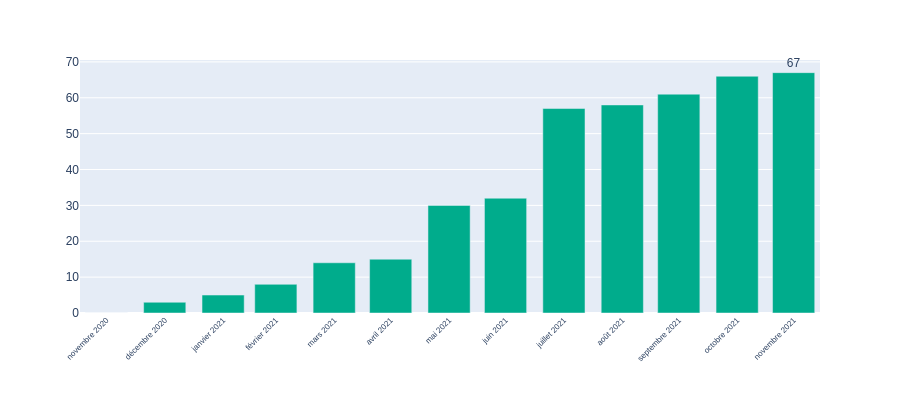 70
67
60
50
40
30
20
10
0
novembre 2020
décembre 2020
janvier 2021
février 2021
mars 2021
avril 2021
mai 2021
juin 2021
juillet 2021
août 2021
septembre 2021
octobre 2021
novembre 2021